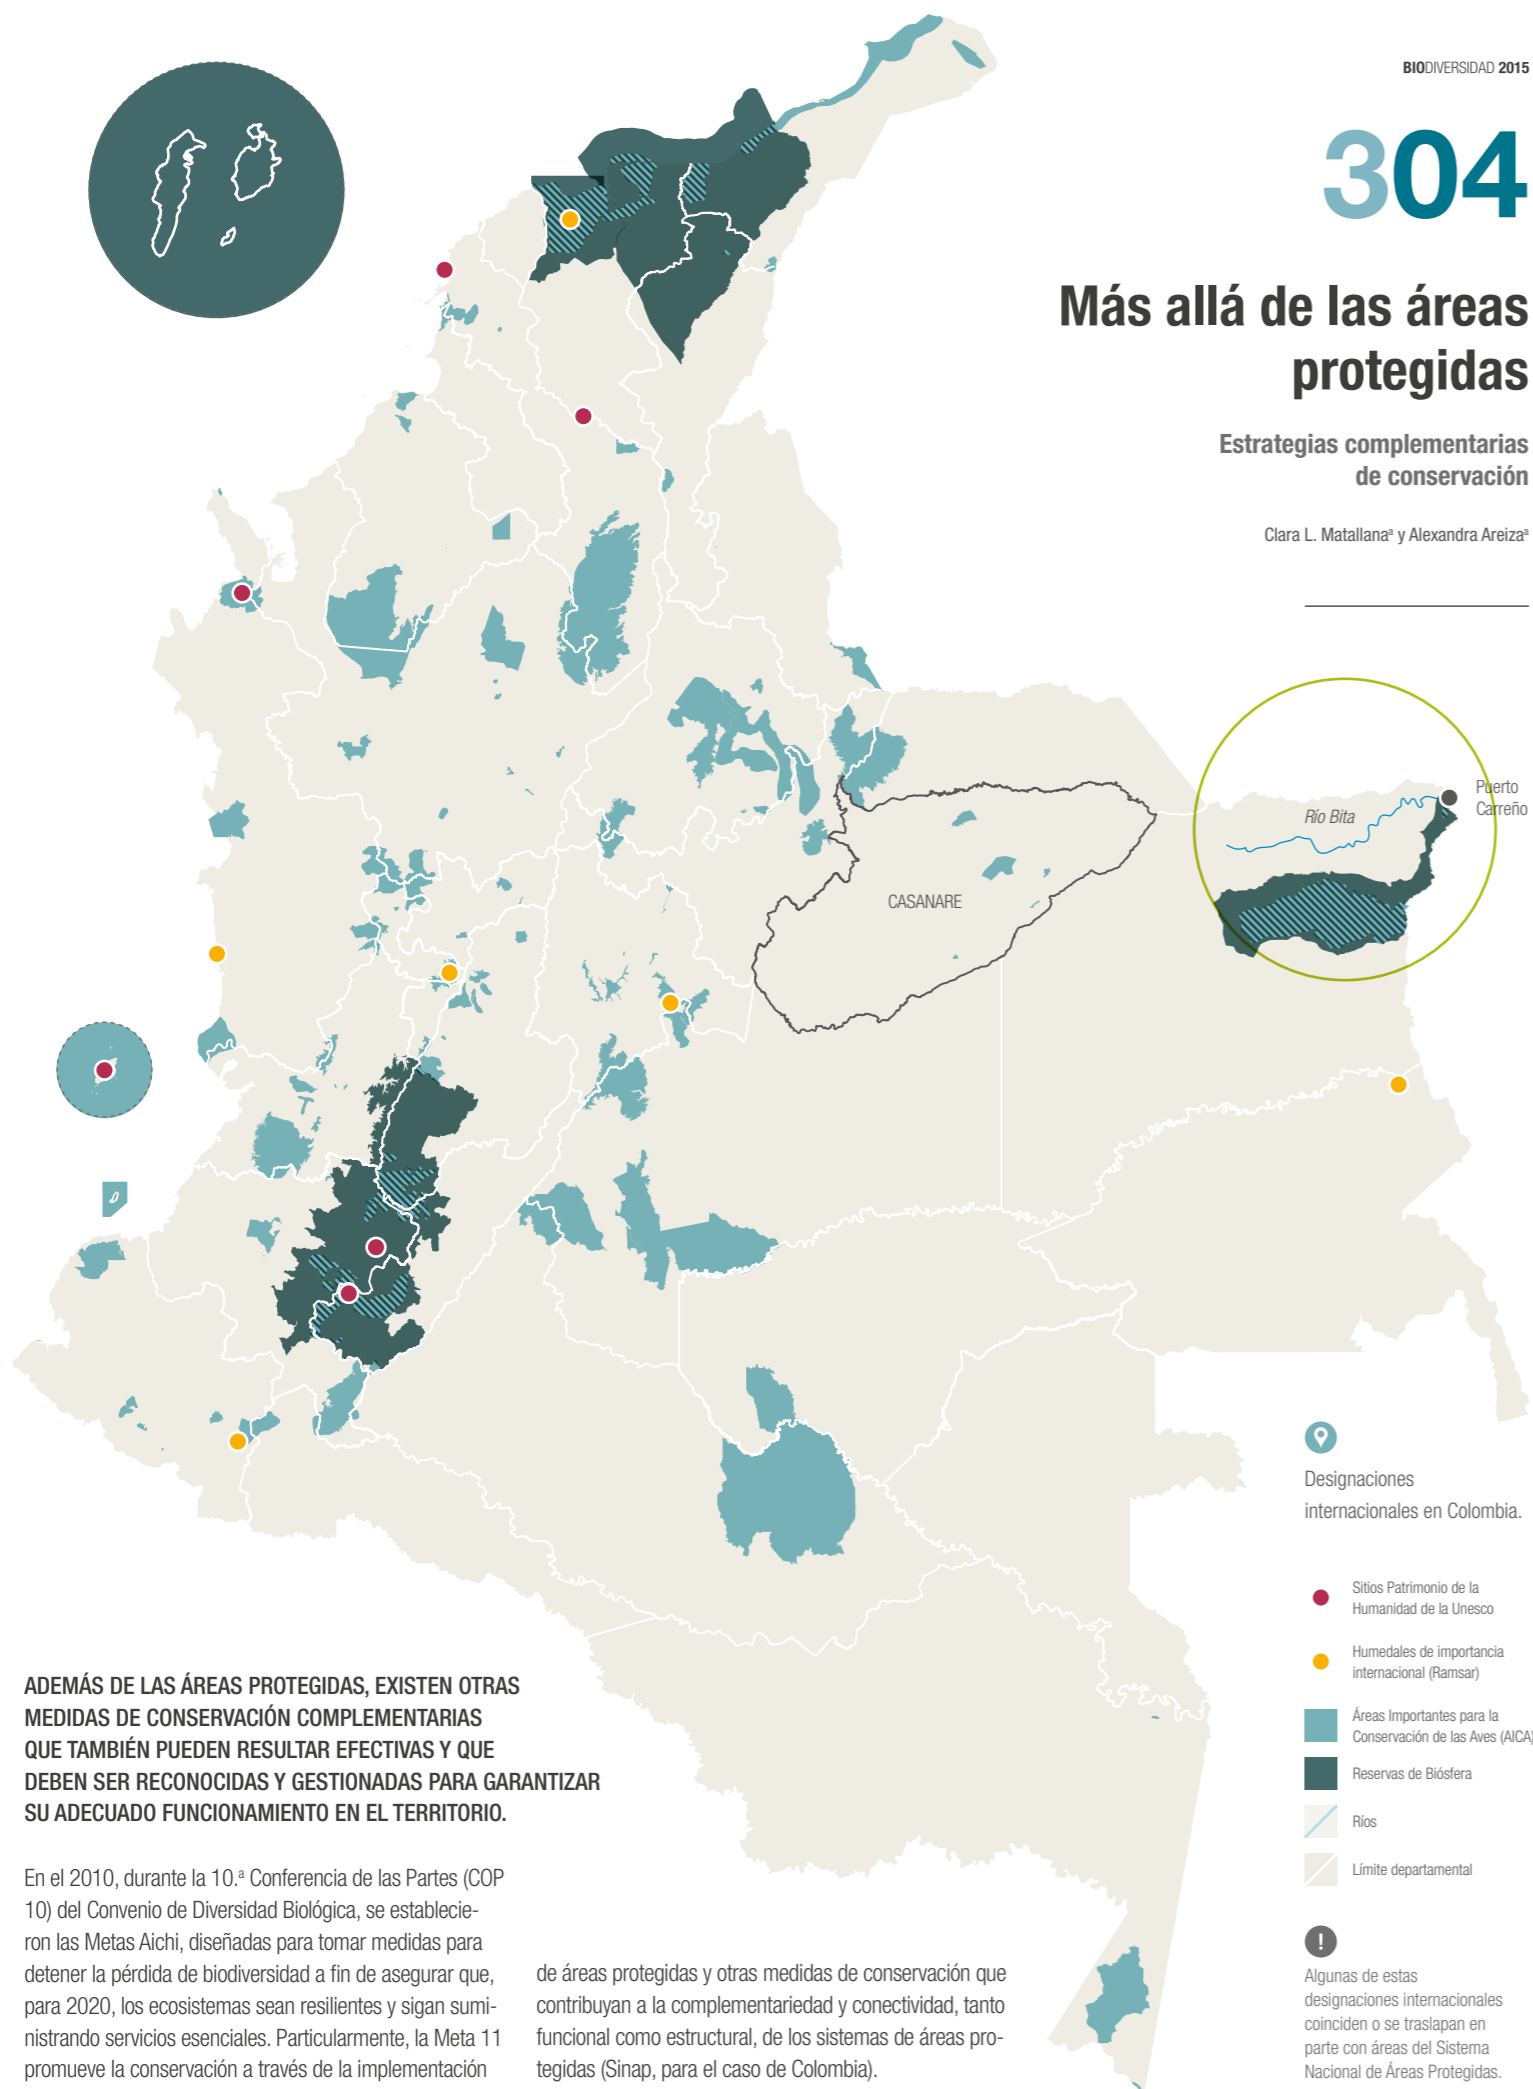 BIODIVERSIDAD 2015
304
Más allá de las áreas
protegidas
Estrategias complementarias
de conservación
Clara L. Matallanaª y Alexandra Areizaª
Puerto
Carreño
Río Bita
CASANARE
Designaciones
internacionales en Colombia.
Sitios Patrimonio de la
Humanidad de la Unesco
Humedales de importancia
internacional (Ramsar)
Áreas Importantes para la
Conservación de las Aves (AICA)
Reservas de Biósfera
Ríos
Límite departamental
!
Algunas de estas
designaciones internacionales
coinciden o se traslapan en
parte con áreas del Sistema
Nacional de Áreas Protegidas.
ADEMÁS DE LAS ÁREAS PROTEGIDAS, EXISTEN OTRAS
MEDIDAS DE CONSERVACIÓN COMPLEMENTARIAS
QUE TAMBIÉN PUEDEN RESULTAR EFECTIVAS Y QUE
DEBEN SER RECONOCIDAS Y GESTIONADAS PARA GARANTIZAR
SU ADECUADO FUNCIONAMIENTO EN EL TERRITORIO.
En el 2010, durante la 10.ª Conferencia de las Partes (COP
10) del Convenio de Diversidad Biológica, se establecie-
ron las Metas Aichi, diseñadas para tomar medidas para
detener la pérdida de biodiversidad a fin de asegurar que,
para 2020, los ecosistemas sean resilientes y sigan sumi-
nistrando servicios esenciales. Particularmente, la Meta 11
promueve la conservación a través de la implementación
de áreas protegidas y otras medidas de conservación que
contribuyan a la complementariedad y conectividad, tanto
funcional como estructural, de los sistemas de áreas pro-
tegidas (Sinap, para el caso de Colombia).